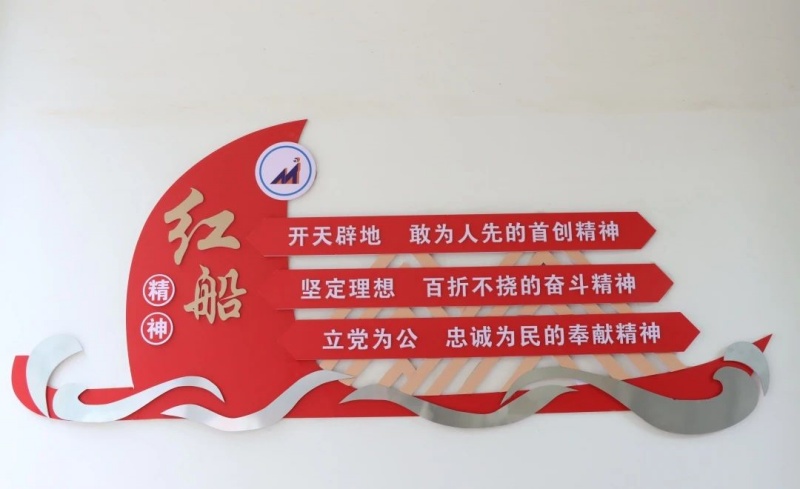 红船
精神
开天辟地 敢为人先的首创精神
坚定理想 百折不挠的奋斗精神
立党为公 忠诚为民的奉献精神